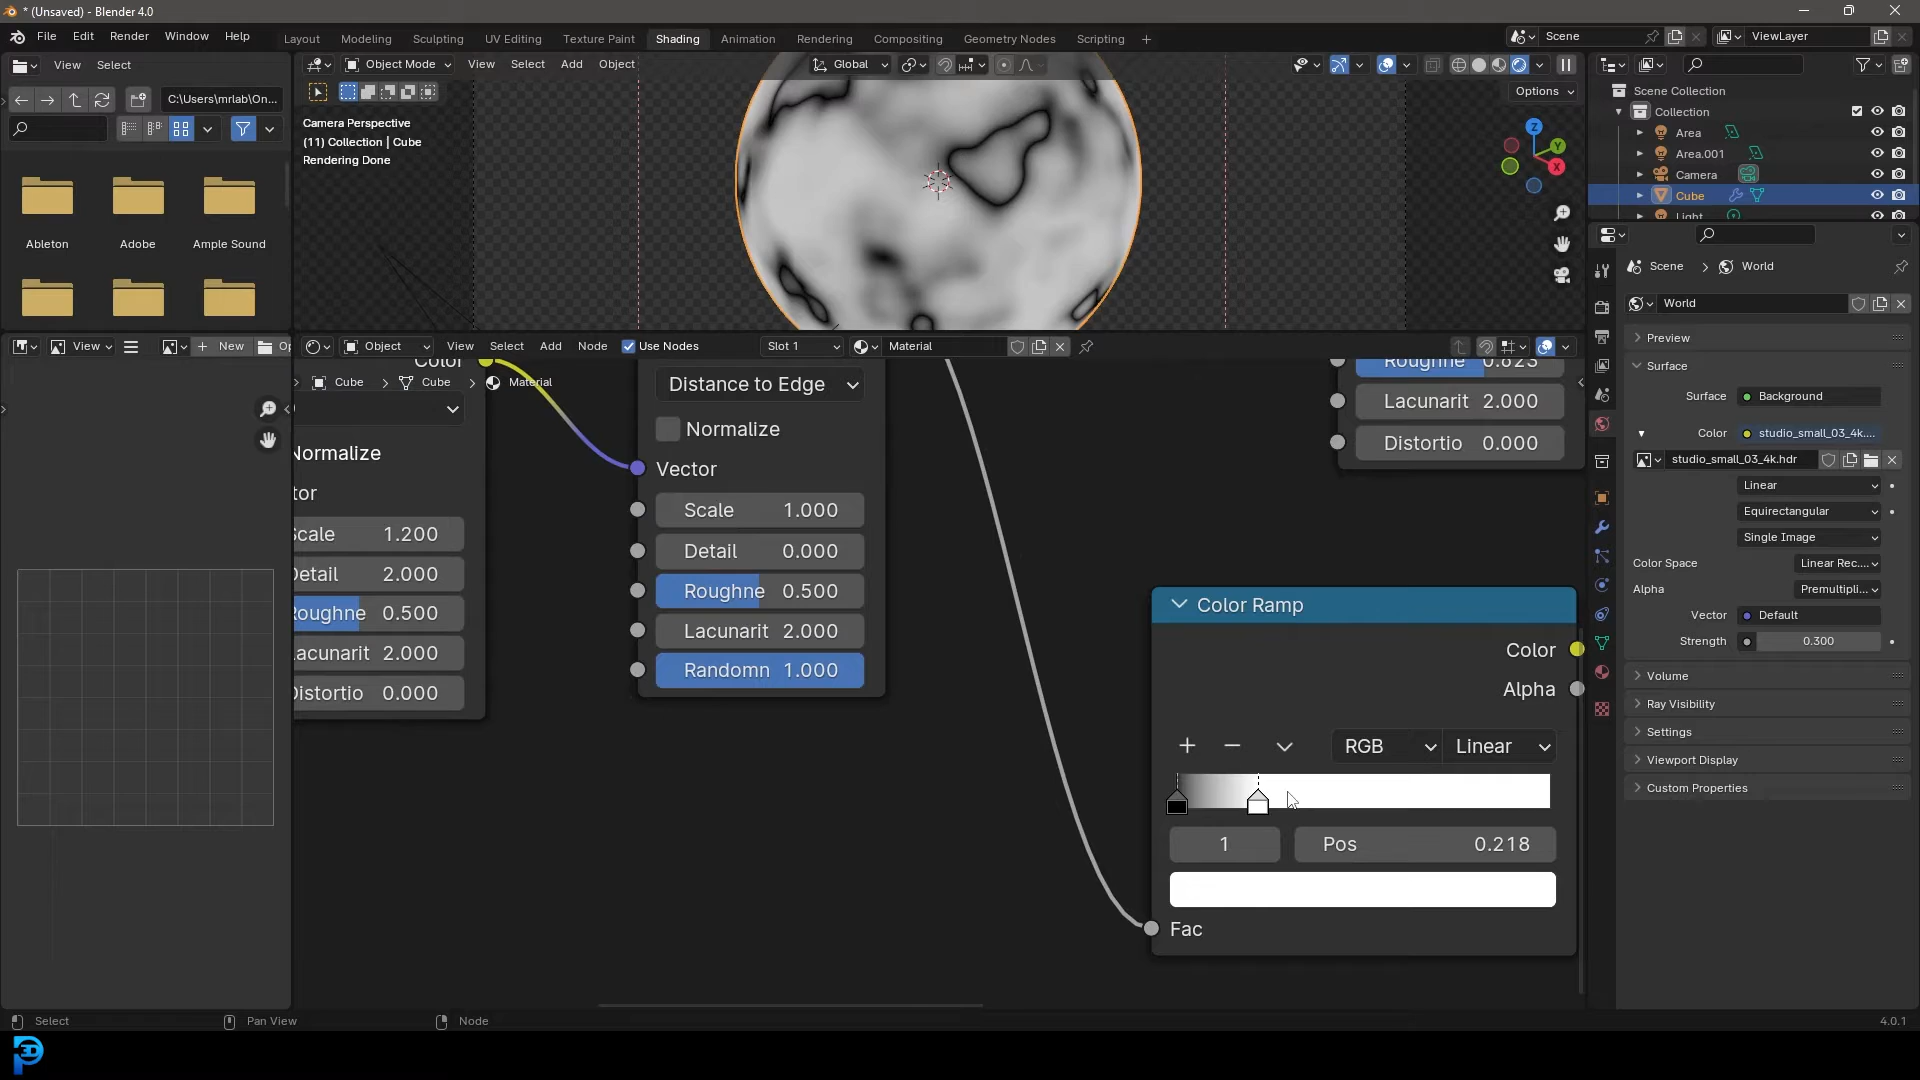 * (Unsaved) - Blender 4.0
File Edit Render Window Help
Layout Modeling Sculpting UV Editing Texture Paint Shading Animation Rendering Compositing Geometry Nodes Scripting +
Scene
ViewLayer
View Select
C:\Users\mrlab\On...
Ableton Adobe Ample Sound
Object Mode View Select Add Object
Global
Options
Camera Perspective
(11) Collection | Cube
Rendering Done
Z
Y
X
Scene Collection
Collection
Area
Area.001
Camera
Cube
Light
Scene > World
World
Preview
Surface
Surface Background
Color studio_small_03_4k....
studio_small_03_4k.hdr
Linear
Equirectangular
Single Image
Color Space Linear Rec....
Alpha Premultipli...
Vector Default
Strength 0.300
Volume
Ray Visibility
Settings
Viewport Display
Custom Properties
View
+ New
Op
Object View Select Add Node Use Nodes Slot 1 Material
Cube > Cube > Material
Color
Normalize
tor
Scale 1.200
Detail 2.000
Roughne 0.500
Lacunarit 2.000
Distortio 0.000
Distance to Edge
Normalize
Vector
Scale 1.000
Detail 0.000
Roughne 0.500
Lacunarit 2.000
Randomn 1.000
Roughne 0.623
Lacunarit 2.000
Distortio 0.000
Color Ramp
Color
Alpha
RGB Linear
1 Pos 0.218
Fac
Select Pan View Node
4.0.1